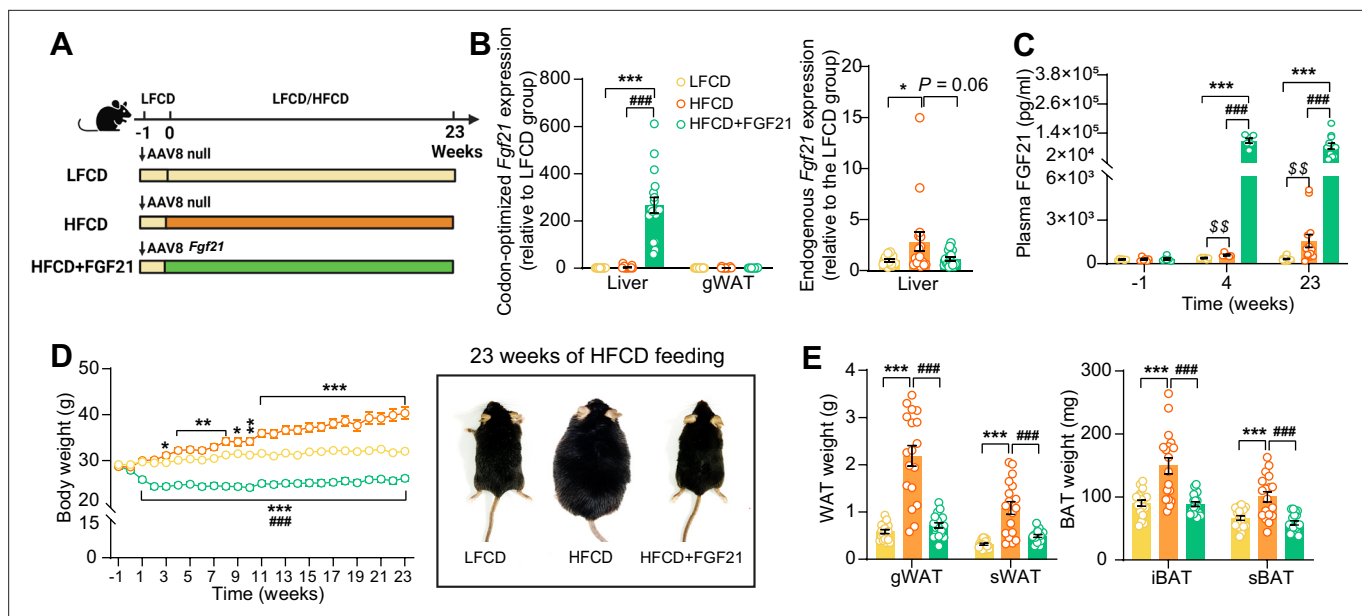 A
LFCD LFCD/HFCD
-1 0 23
Weeks
AAV8 null
LFCD
AAV8 null
HFCD
AAV8 Fgf21
HFCD+FGF21
B
Codon-optimized Fgf21 expression
(relative to LFCD group)
800
600
400
200
0
***
###
LFCD
HFCD
HFCD+FGF21
Liver gWAT
Endogenous Fgf21 expression
(relative to the LFCD group)
20
15
10
5
0
* P = 0.06
Liver
C
Plasma FGF21 (pg/ml)
3.8×10⁵
1.4×10⁵
2×10⁴
6×10³
3×10³
0
*** ***
### ###
$$ $$
-1 4 23
Time (weeks)
D
Body weight (g)
50
40
30
20
15
0
* ** * ** ***
***
###
-1 1 3 5 7 9 11 13 15 17 19 21 23
Time (weeks)
23 weeks of HFCD feeding
LFCD HFCD HFCD+FGF21
E
WAT weight (g)
4
3
2
1
0
*** ###
*** ###
gWAT sWAT
BAT weight (mg)
300
200
100
0
*** ###
*** ###
iBAT sBAT